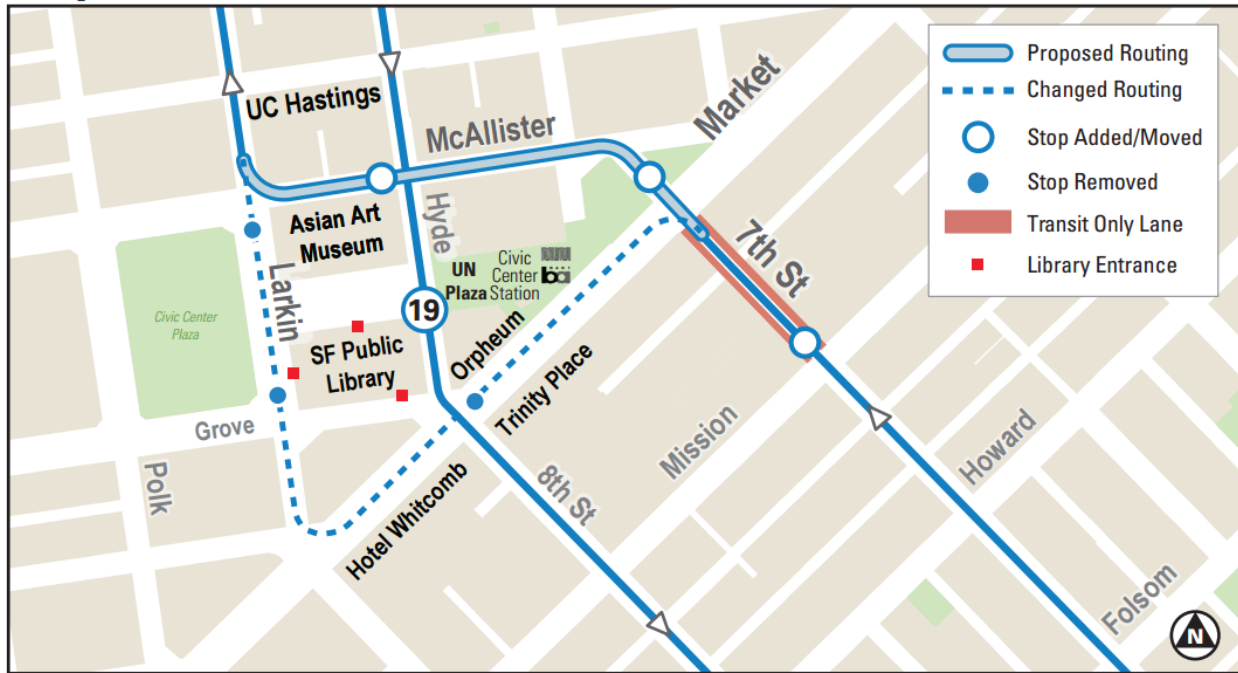 Proposed Routing
Changed Routing
Stop Added/Moved
Stop Removed
Transit Only Lane
Library Entrance
UC Hastings
McAllister
Market
Asian Art
Museum
Hyde
7th St
Larkin
UN
Plaza
Civic
Center
Station
ba
19
Civic Center
Plaza
SF Public
Library
Orpheum
Trinity Place
Grove
Polk
Hotel Whitcomb
8th St
Mission
Howard
Folsom
N